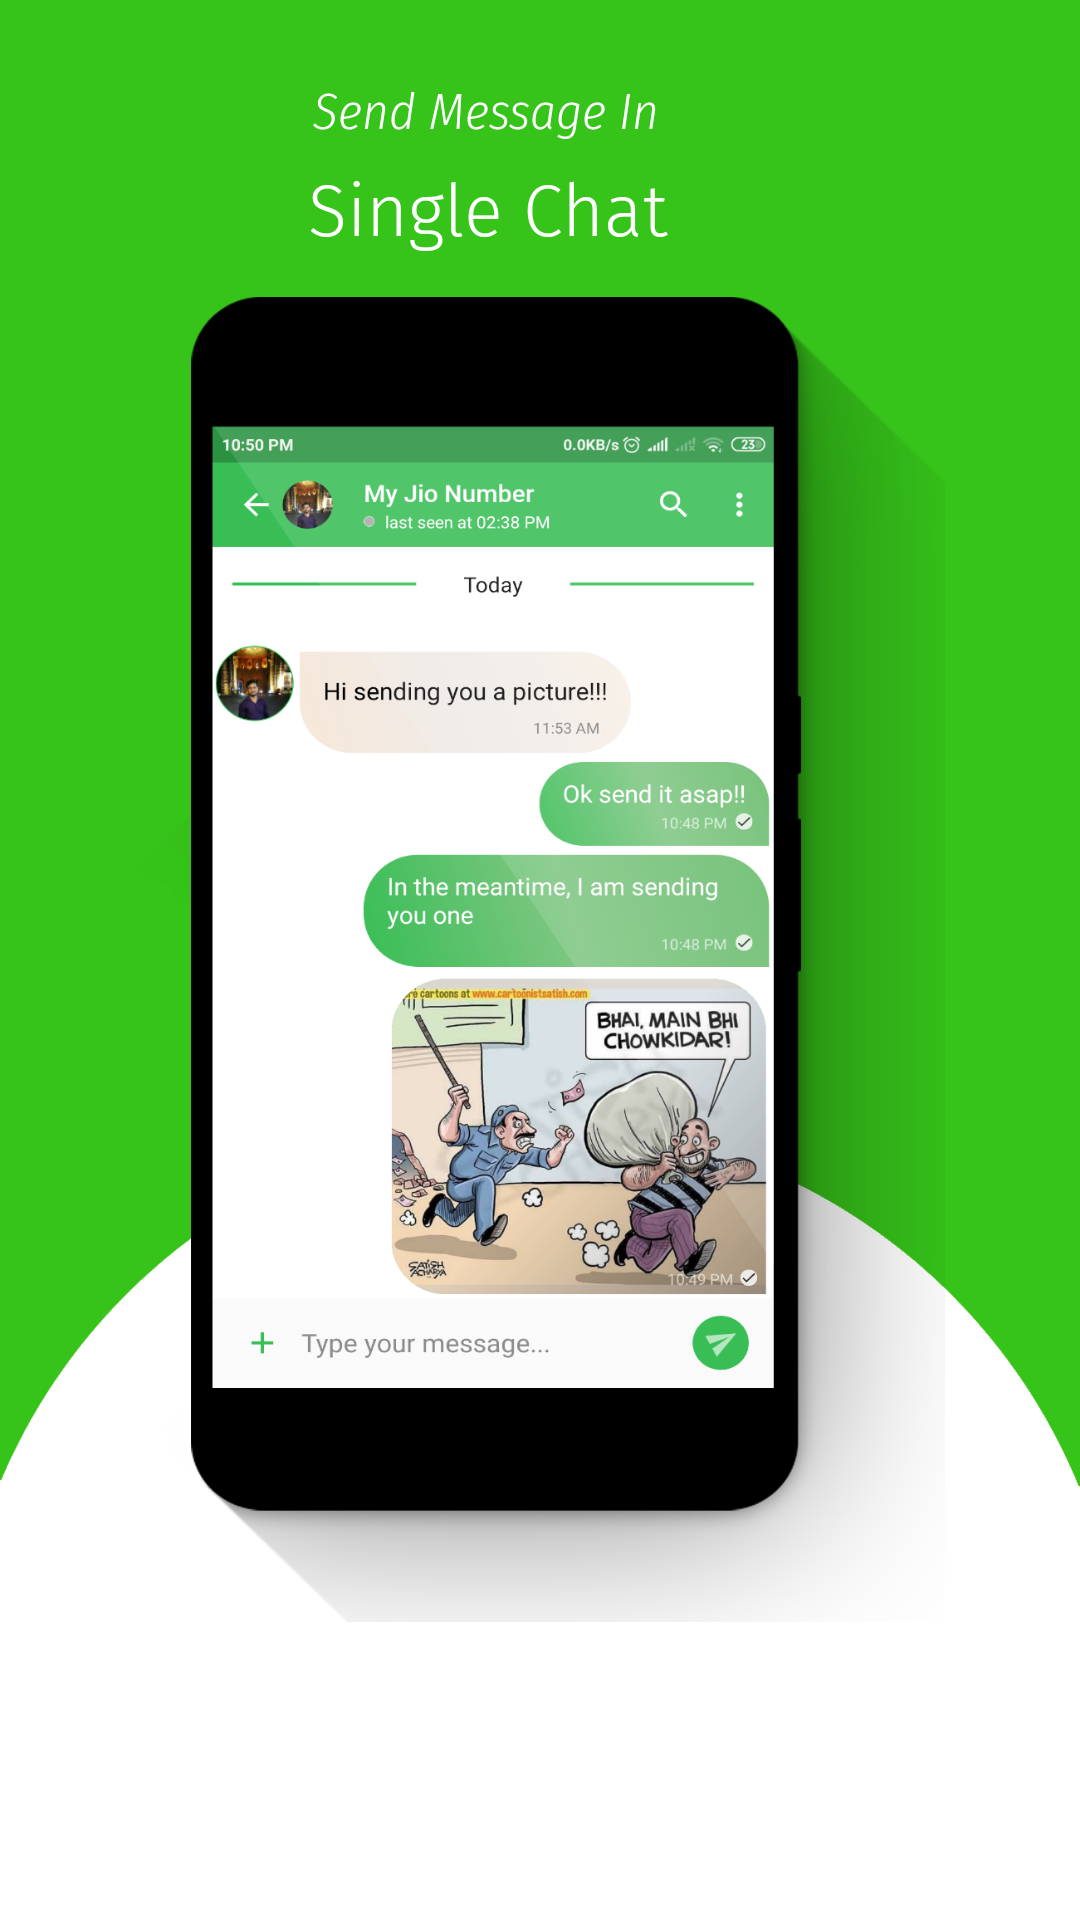 Send Message In
Single Chat
10:50 PM
0.0KB/s
23
My Jio Number
last seen at 02:38 PM
Today
Hi sending you a picture!!!
11:53 AM
Ok send it asap!!
10:48 PM
In the meantime, I am sending
you one
10:48 PM
re cartoons at www.cartoonistsatish.com
BHAI, MAIN BHI
CHOWKIDAR!
SATISH
ACHARYA
10:49 PM
Type your message...